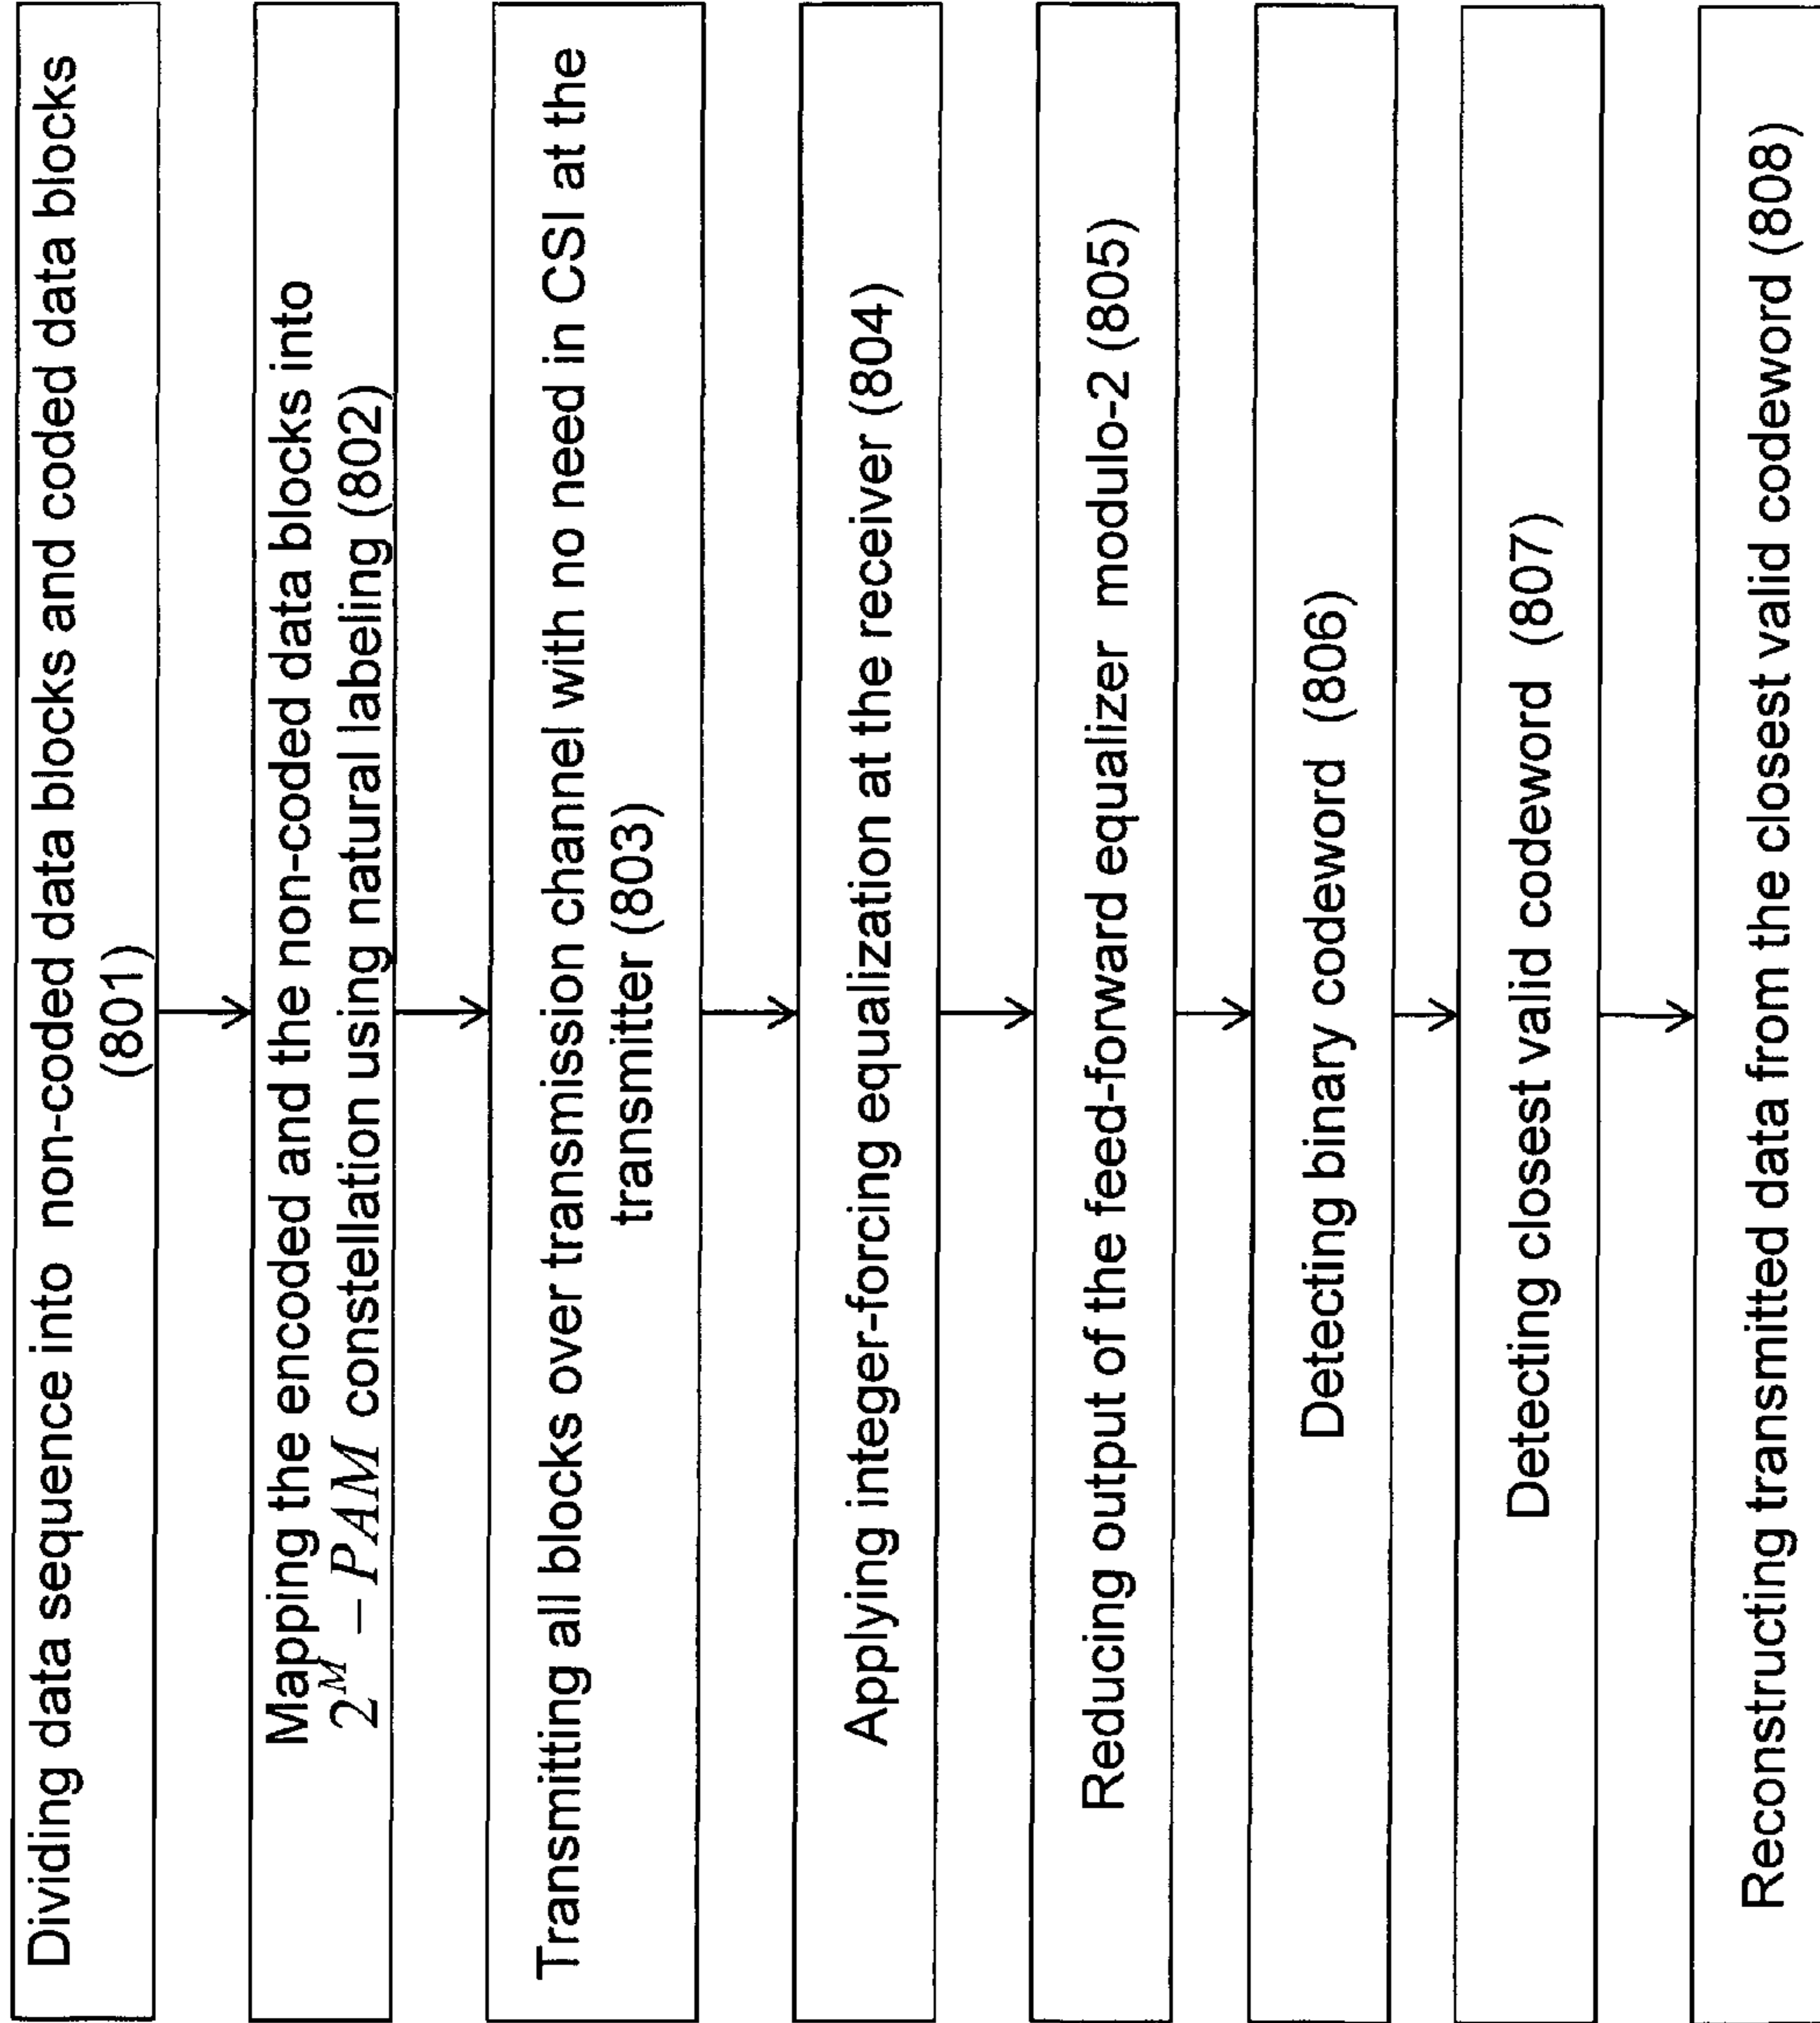 Dividing data sequence into non-coded data blocks and coded data blocks
(801)
Mapping the encoded and the non-coded data blocks into
2^M – PAM constellation using natural labeling (802)
Transmitting all blocks over transmission channel with no need in CSI at the
transmitter (803)
Applying integer-forcing equalization at the receiver (804)
Reducing output of the feed-forward equalizer modulo-2 (805)
Detecting binary codeword (806)
Detecting closest valid codeword (807)
Reconstructing transmitted data from the closest valid codeword (808)